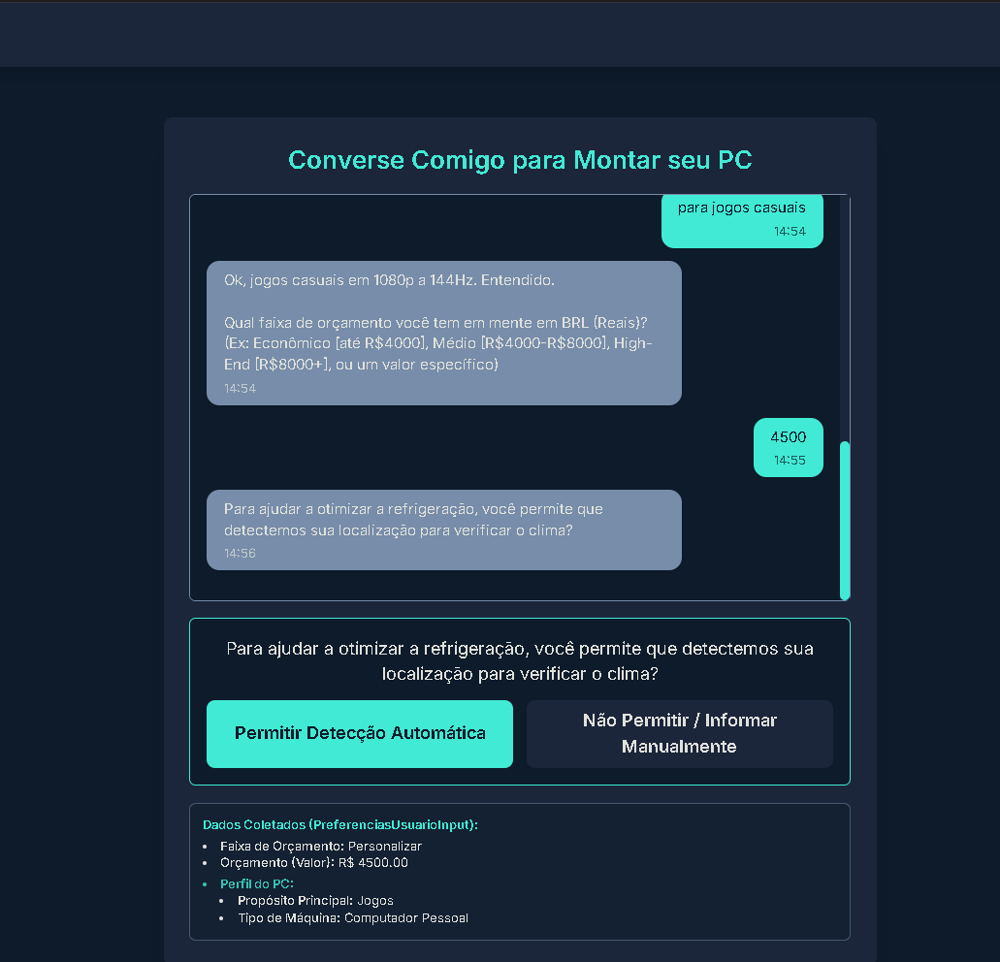 Converse Comigo para Montar seu PC
para jogos casuais
14:54
Ok, jogos casuais em 1080p a 144Hz. Entendido.
Qual faixa de orçamento você tem em mente em BRL (Reais)?
(Ex: Econômico [até R$4000], Médio [R$4000-R$8000], High-
End [R$8000+], ou um valor específico)
14:54
4500
14:55
Para ajudar a otimizar a refrigeração, você permite que
detectemos sua localização para verificar o clima?
14:56
Para ajudar a otimizar a refrigeração, você permite que detectemos sua
localização para verificar o clima?
Permitir Detecção Automática
Não Permitir / Informar
Manualmente
Dados Coletados (PreferenciasUsuarioInput):
• Faixa de Orçamento: Personalizar
• Orçamento (Valor): R$ 4500.00
• Perfil do PC:
• Propósito Principal: Jogos
• Tipo de Máquina: Computador Pessoal